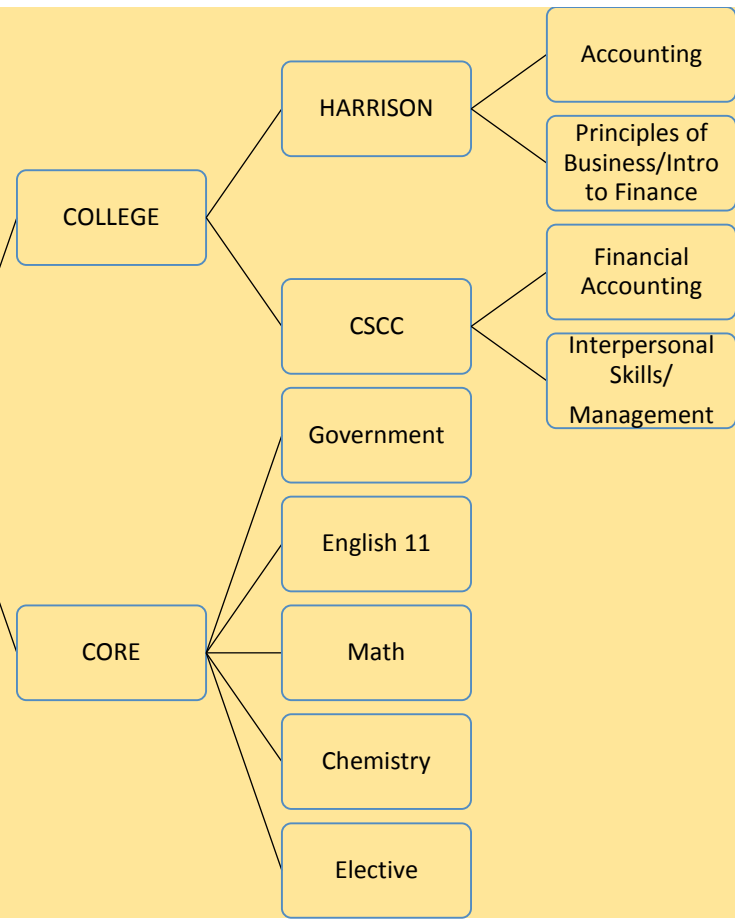 Accounting
HARRISON
Principles of
Business/Intro
to Finance
COLLEGE
Financial
Accounting
CSCC
Interpersonal
Skills/
Management
Government
English 11
CORE
Math
Chemistry
Elective